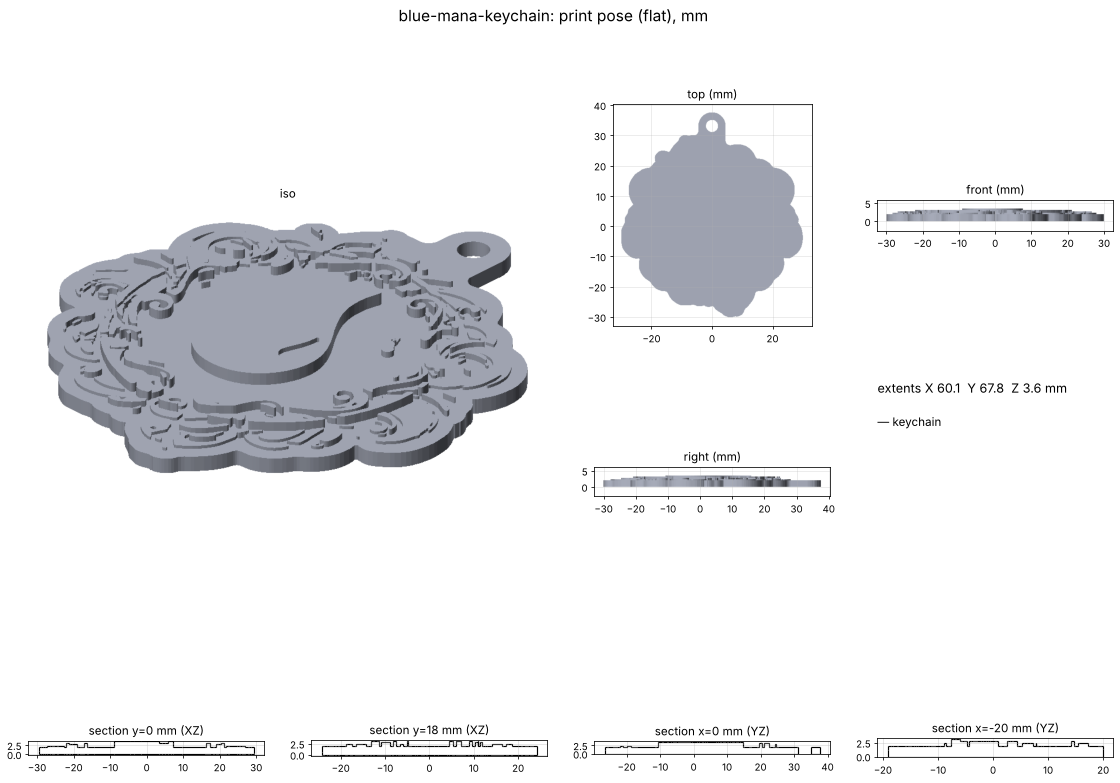 blue-mana-keychain: print pose (flat), mm
iso
top (mm)
40
30
20
10
0
−10
−20
−30
−20 0 20
front (mm)
5
0
−30 −20 −10 0 10 20 30
extents X 60.1 Y 67.8 Z 3.6 mm
— keychain
right (mm)
5
0
−30 −20 −10 0 10 20 30 40
section y=0 mm (XZ)
2.5
0.0
−30 −20 −10 0 10 20 30
section y=18 mm (XZ)
2.5
0.0
−20 −10 0 10 20
section x=0 mm (YZ)
2.5
0.0
−20 −10 0 10 20 30 40
section x=−20 mm (YZ)
2.5
0.0
−20 −10 0 10 20